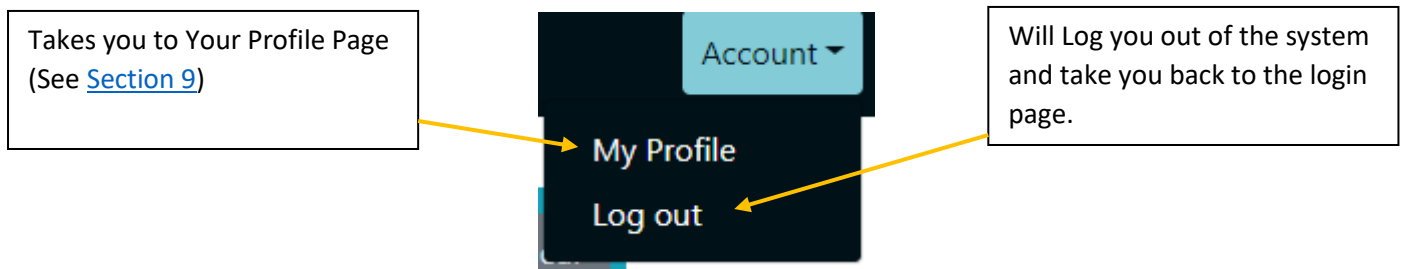 Takes you to Your Profile Page
(See Section 9)
Account
My Profile
Log out
Will Log you out of the system
and take you back to the login
page.